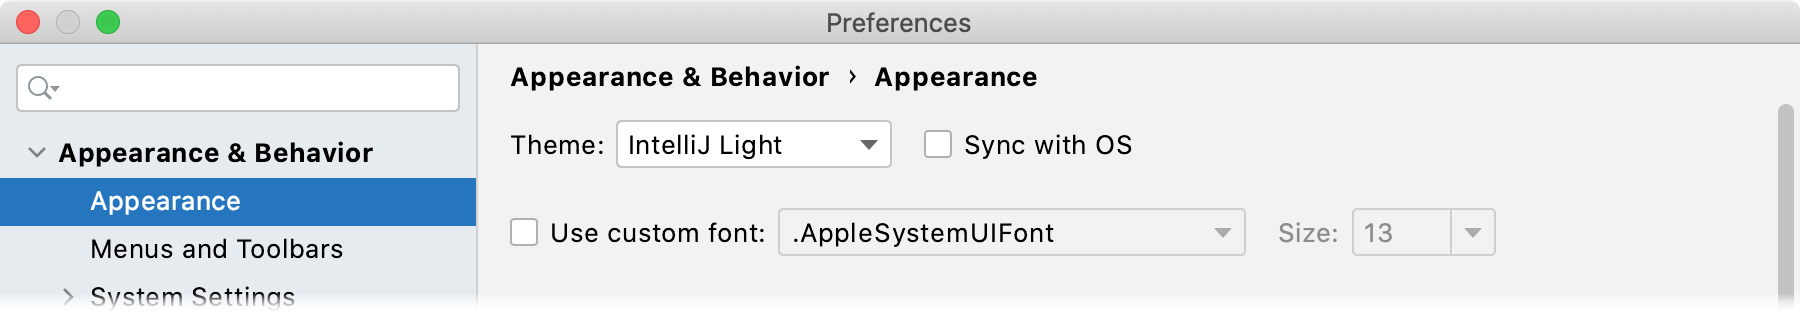 Preferences
Appearance & Behavior › Appearance
Theme: IntelliJ Light Sync with OS
Appearance & Behavior
Appearance
Menus and Toolbars
System Settings
Use custom font: .AppleSystemUIFont Size: 13